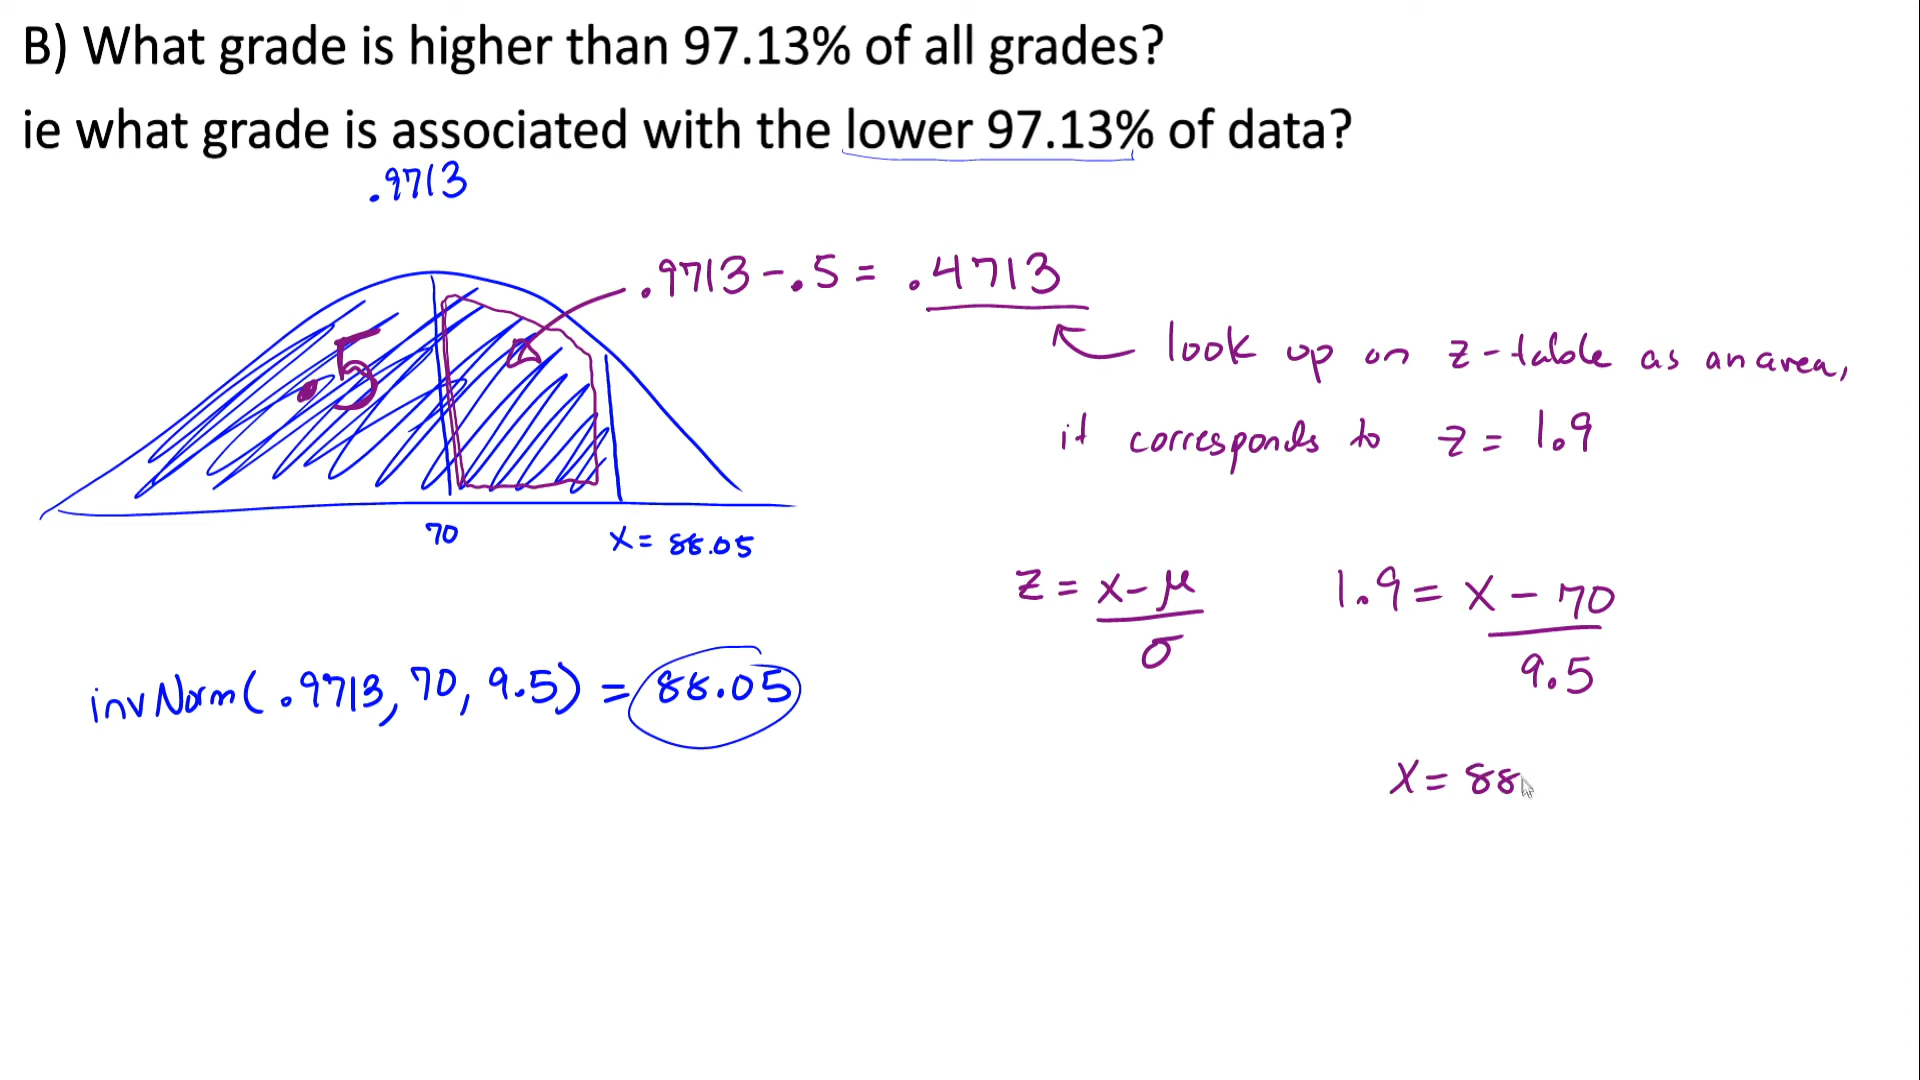 B) What grade is higher than 97.13% of all grades?
ie what grade is associated with the lower 97.13% of data?
.9713
.9713 - .5 = .4713
look up on z-table as an area,
it corresponds to z = 1.9
.5
70
x = 88.05
z = x - μ / σ
1.9 = x - 70 / 9.5
invNorm(.9713, 70, 9.5) = 88.05
x = 88